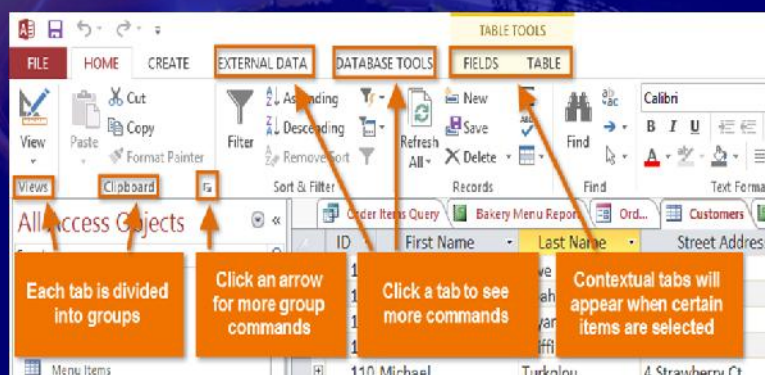 TABLE TOOLS
FILE HOME CREATE EXTERNAL DATA DATABASE TOOLS FIELDS TABLE
View
Paste
Cut
Copy
Format Painter
Views Clipboard
Filter
Ascending
Descending
Remove Sort
Sort & Filter
Refresh
All
New
Save
Delete
Records
Find
Find
Calibri
B I U
Text Forma
All Access Objects
Order Items Query Bakery Menu Report Ord... Customers
ID First Name Last Name Street Addres
Each tab is divided
into groups
Click an arrow
for more group
commands
Click a tab to see
more commands
Contextual tabs will
appear when certain
items are selected
Menu Items
110 Michael Turkolou 4 Strawberry Ct